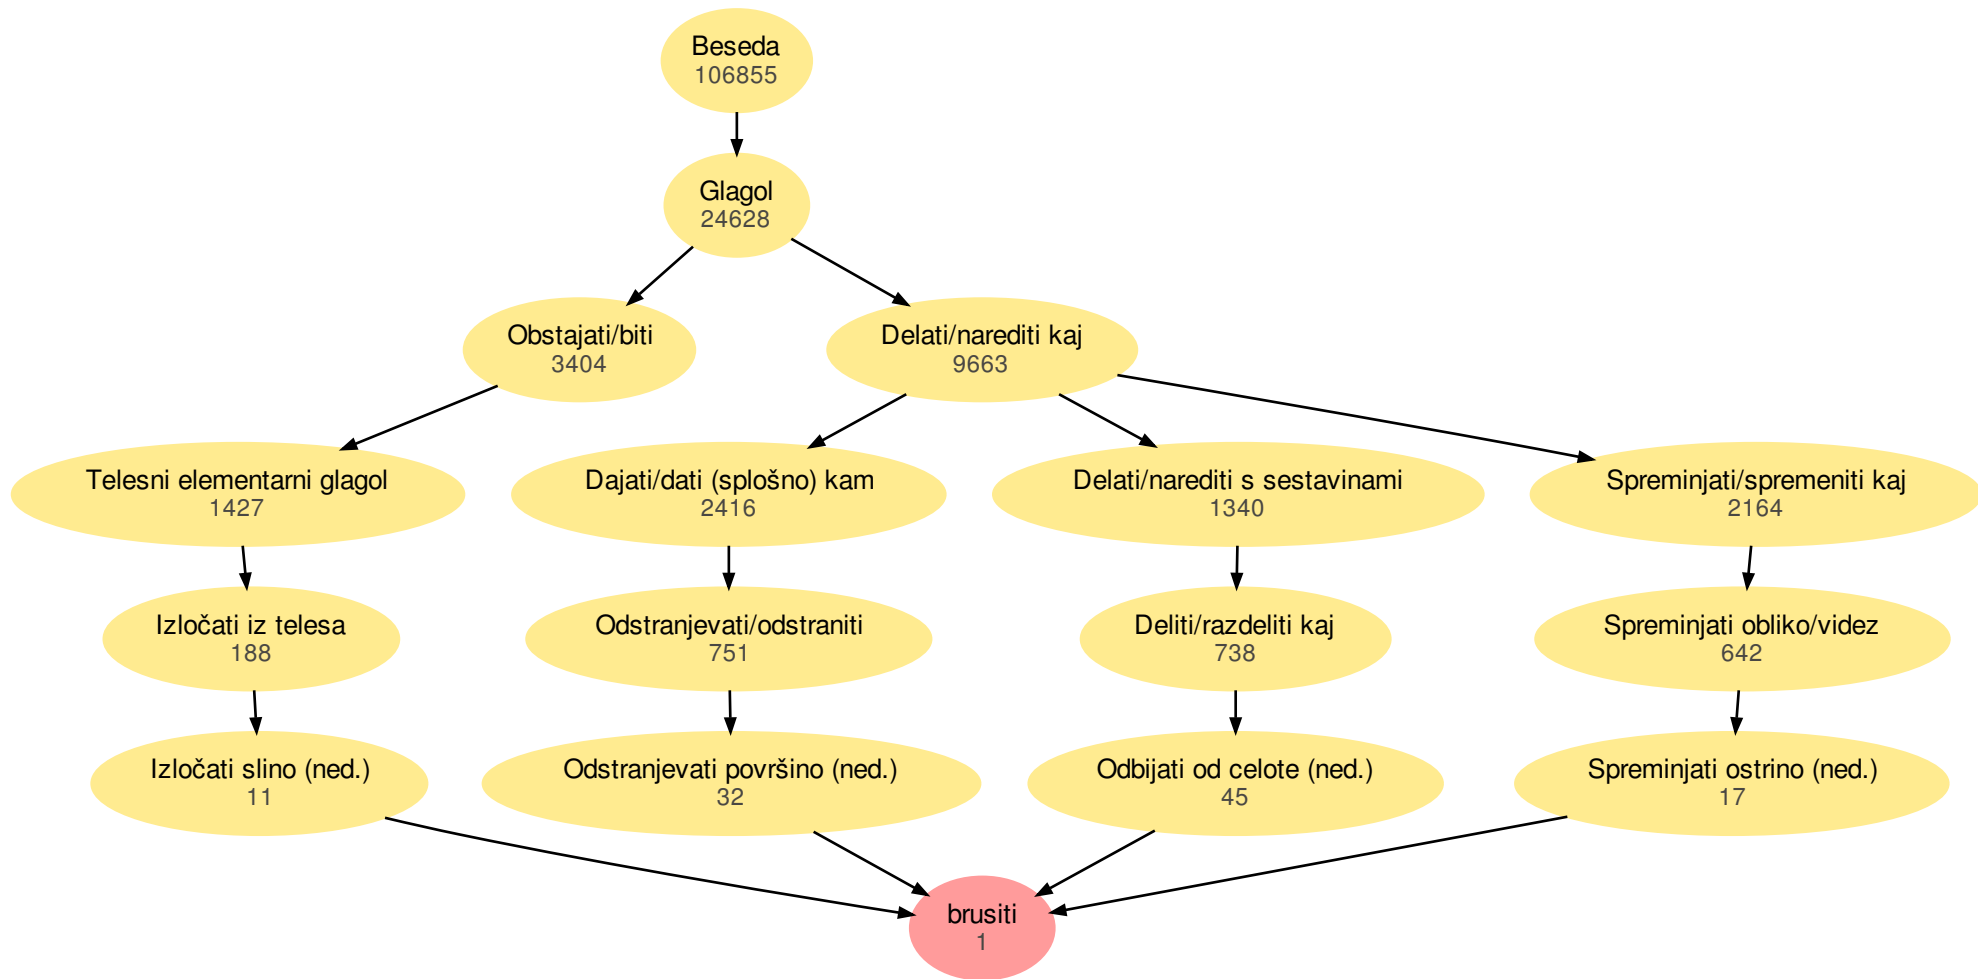 Beseda
106855
Glagol
24628
Obstajati/biti
3404
Delati/narediti kaj
9663
Telesni elementarni glagol
1427
Dajati/dati (splošno) kam
2416
Delati/narediti s sestavinami
1340
Spreminjati/spremeniti kaj
2164
Izločati iz telesa
188
Odstranjevati/odstraniti
751
Deliti/razdeliti kaj
738
Spreminjati obliko/videz
642
Izločati slino (ned.)
11
Odstranjevati površino (ned.)
32
Odbijati od celote (ned.)
45
Spreminjati ostrino (ned.)
17
brusiti
1